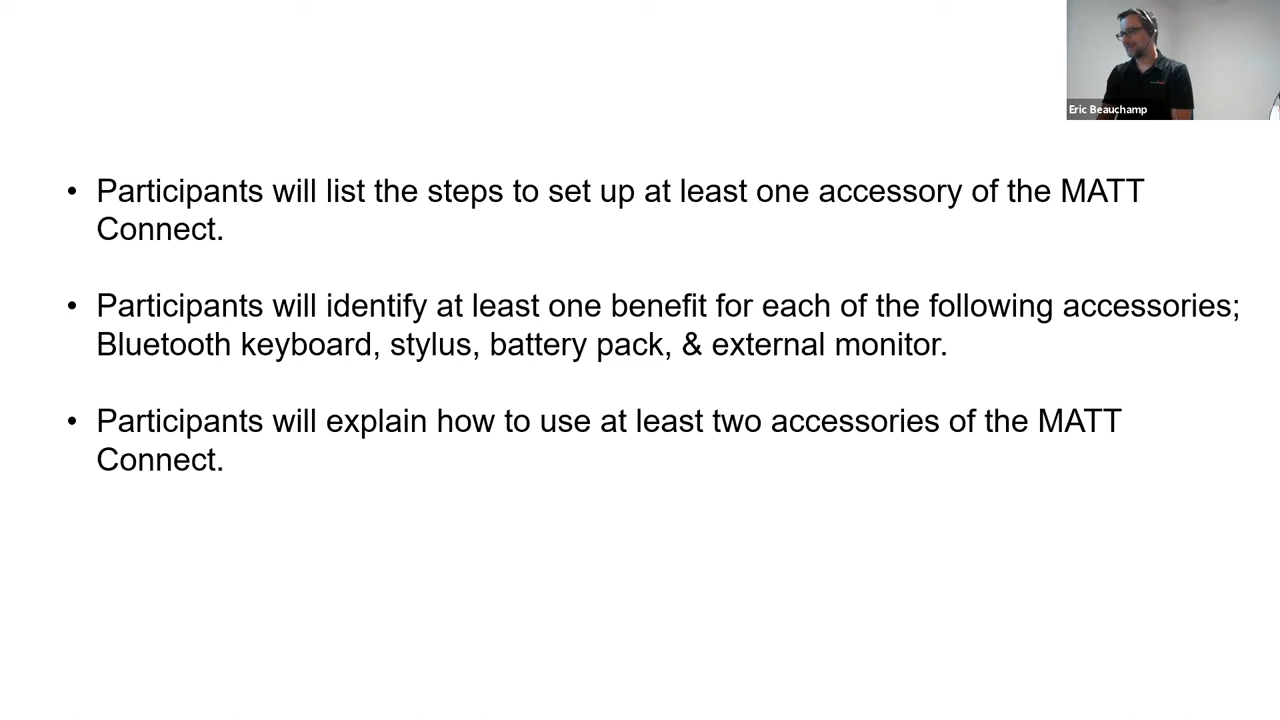 Eric Beauchamp
• Participants will list the steps to set up at least one accessory of the MATT
Connect.
• Participants will identify at least one benefit for each of the following accessories;
Bluetooth keyboard, stylus, battery pack, & external monitor.
• Participants will explain how to use at least two accessories of the MATT
Connect.